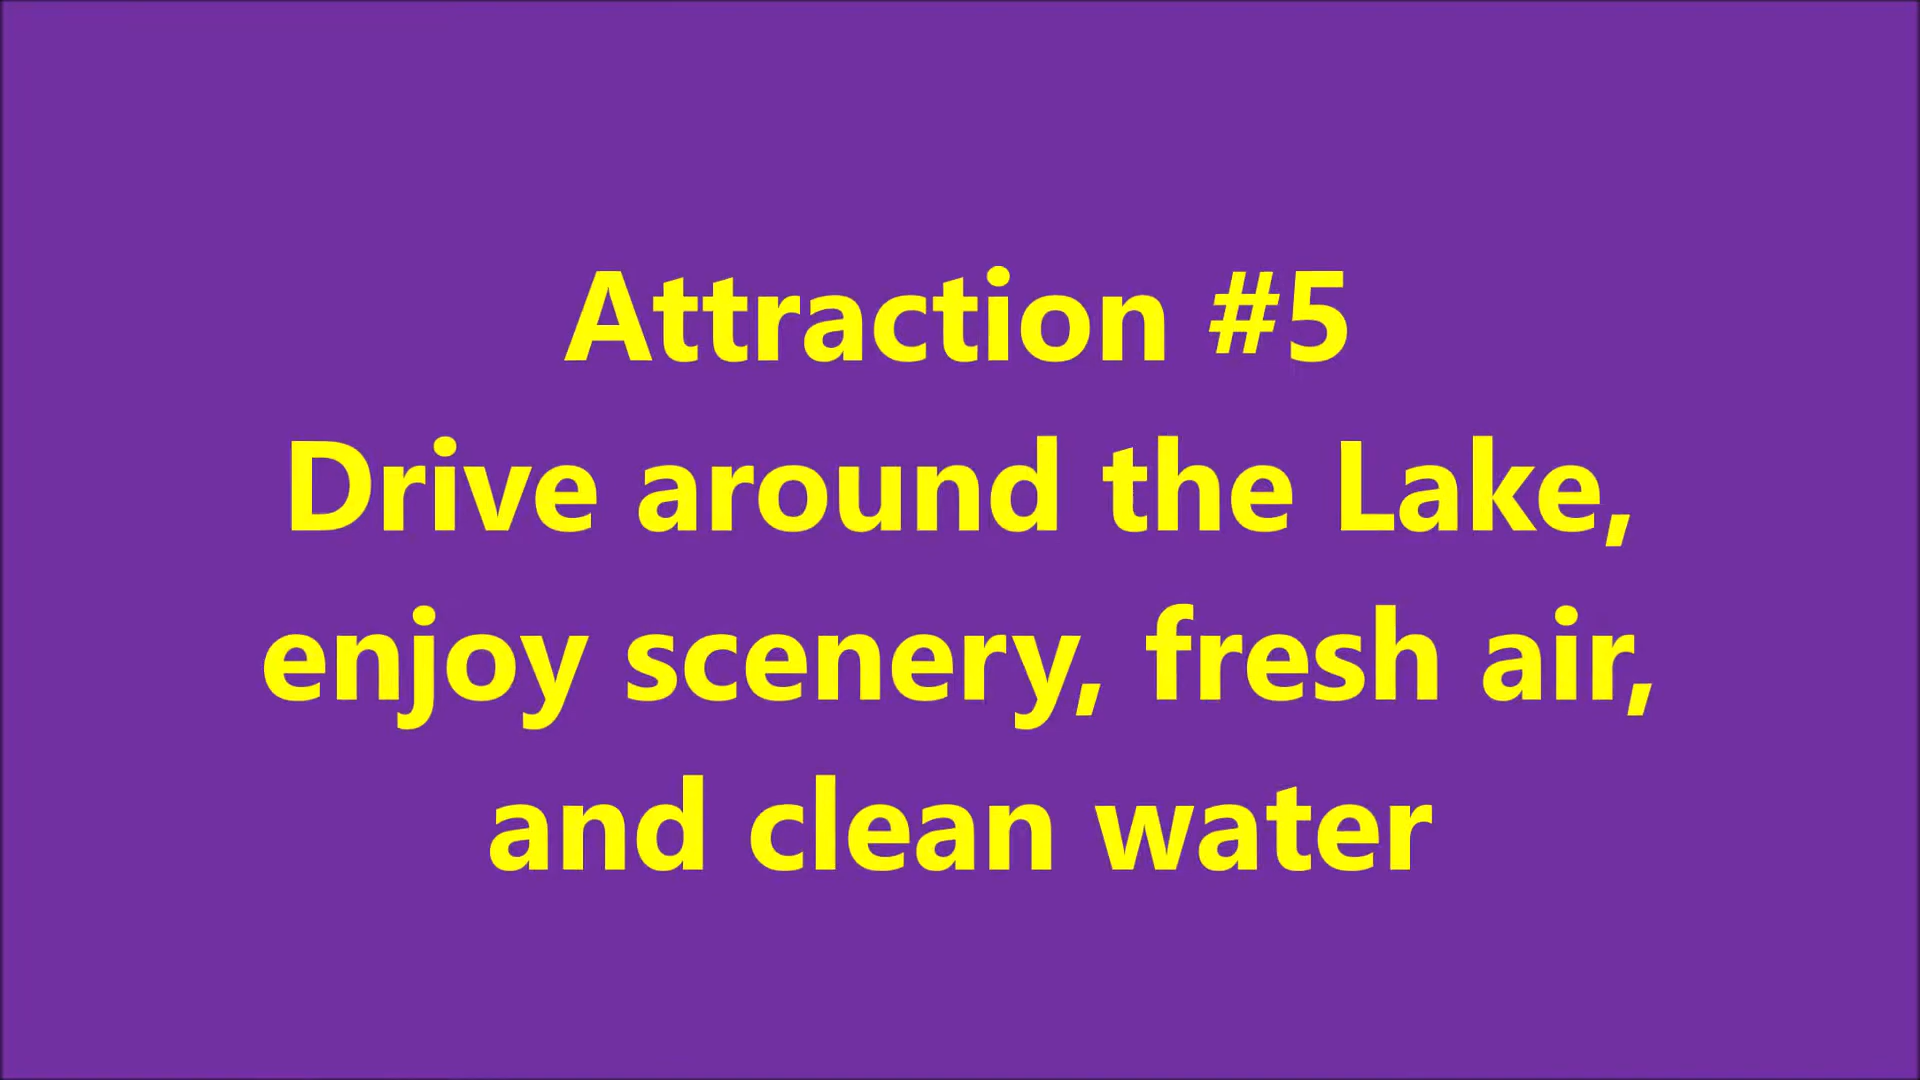 Attraction #5
Drive around the Lake,
enjoy scenery, fresh air,
and clean water